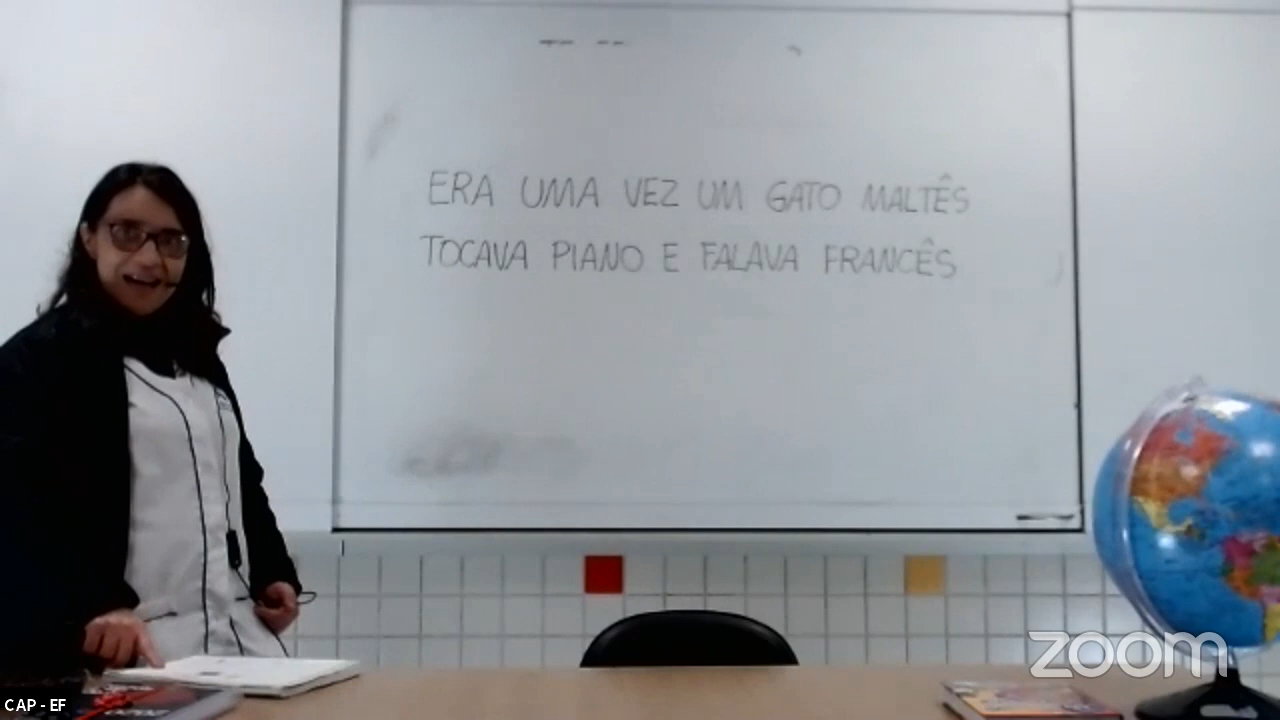 ERA UMA VEZ UM GATO MALTÊS
TOCAVA PIANO E FALAVA FRANCÊS
zoom
CAP - EF